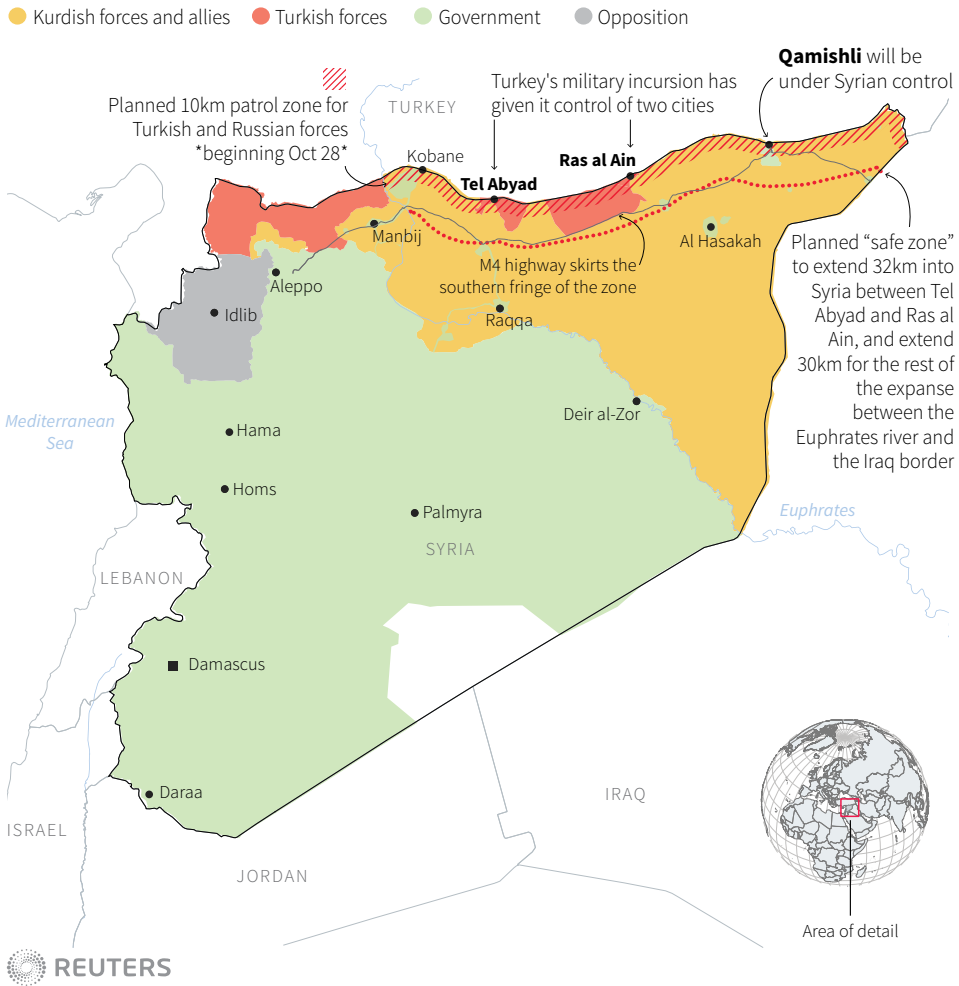 Kurdish forces and allies
Turkish forces
Government
Opposition
Qamishli will be
under Syrian control
Turkey's military incursion has
given it control of two cities
Planned 10km patrol zone for
Turkish and Russian forces
*beginning Oct 28*
TURKEY
Kobane
Ras al Ain
Tel Abyad
Manbij
Al Hasakah
Planned “safe zone”
to extend 32km into
Syria between Tel
Abyad and Ras al
Ain, and extend
30km for the rest of
the expanse
between the
Euphrates river and
the Iraq border
M4 highway skirts the
southern fringe of the zone
Aleppo
Idlib
Raqqa
Deir al-Zor
Mediterranean
Sea
Hama
Homs
Palmyra
Euphrates
SYRIA
LEBANON
Damascus
Daraa
IRAQ
ISRAEL
JORDAN
Area of detail
REUTERS